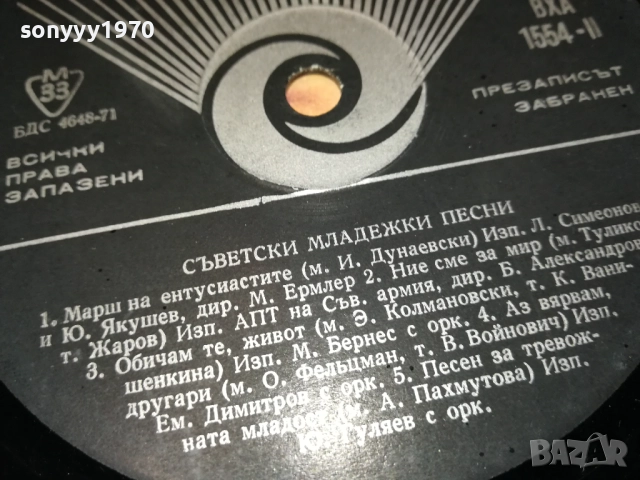 sonyyy1970
ВХА
1554-II
М
33
БДС 4648-71
ПРЕЗАПИСЪТ
ЗАБРАНЕН
ВСИЧКИ
ПРАВА
ЗАПАЗЕНИ
СЪВЕТСКИ МЛАДЕЖКИ ПЕСНИ
1. Марш на ентусиастите (м. И. Дунаевски) Изп. Л. Симеонов
и Ю. Якушев, дир. М. Ермлер 2. Ние сме за мир (м. Тулико
т. Жаров) Изп. АПТ на Съв. армия, дир. Б. Александров
3. Обичам те, живот (м. Э. Колмановски, т. К. Вани-
шенкина) Изп. М. Бернес с орк. 4. Аз вярвам,
другари (м. О. Фельцман, т. В. Войнович) Изп.
Ем. Димитров с орк. 5. Песен за тревож-
ната младост (м. А. Пахмутова) Изп.
Ю. Гуляев с орк.
BAZAR